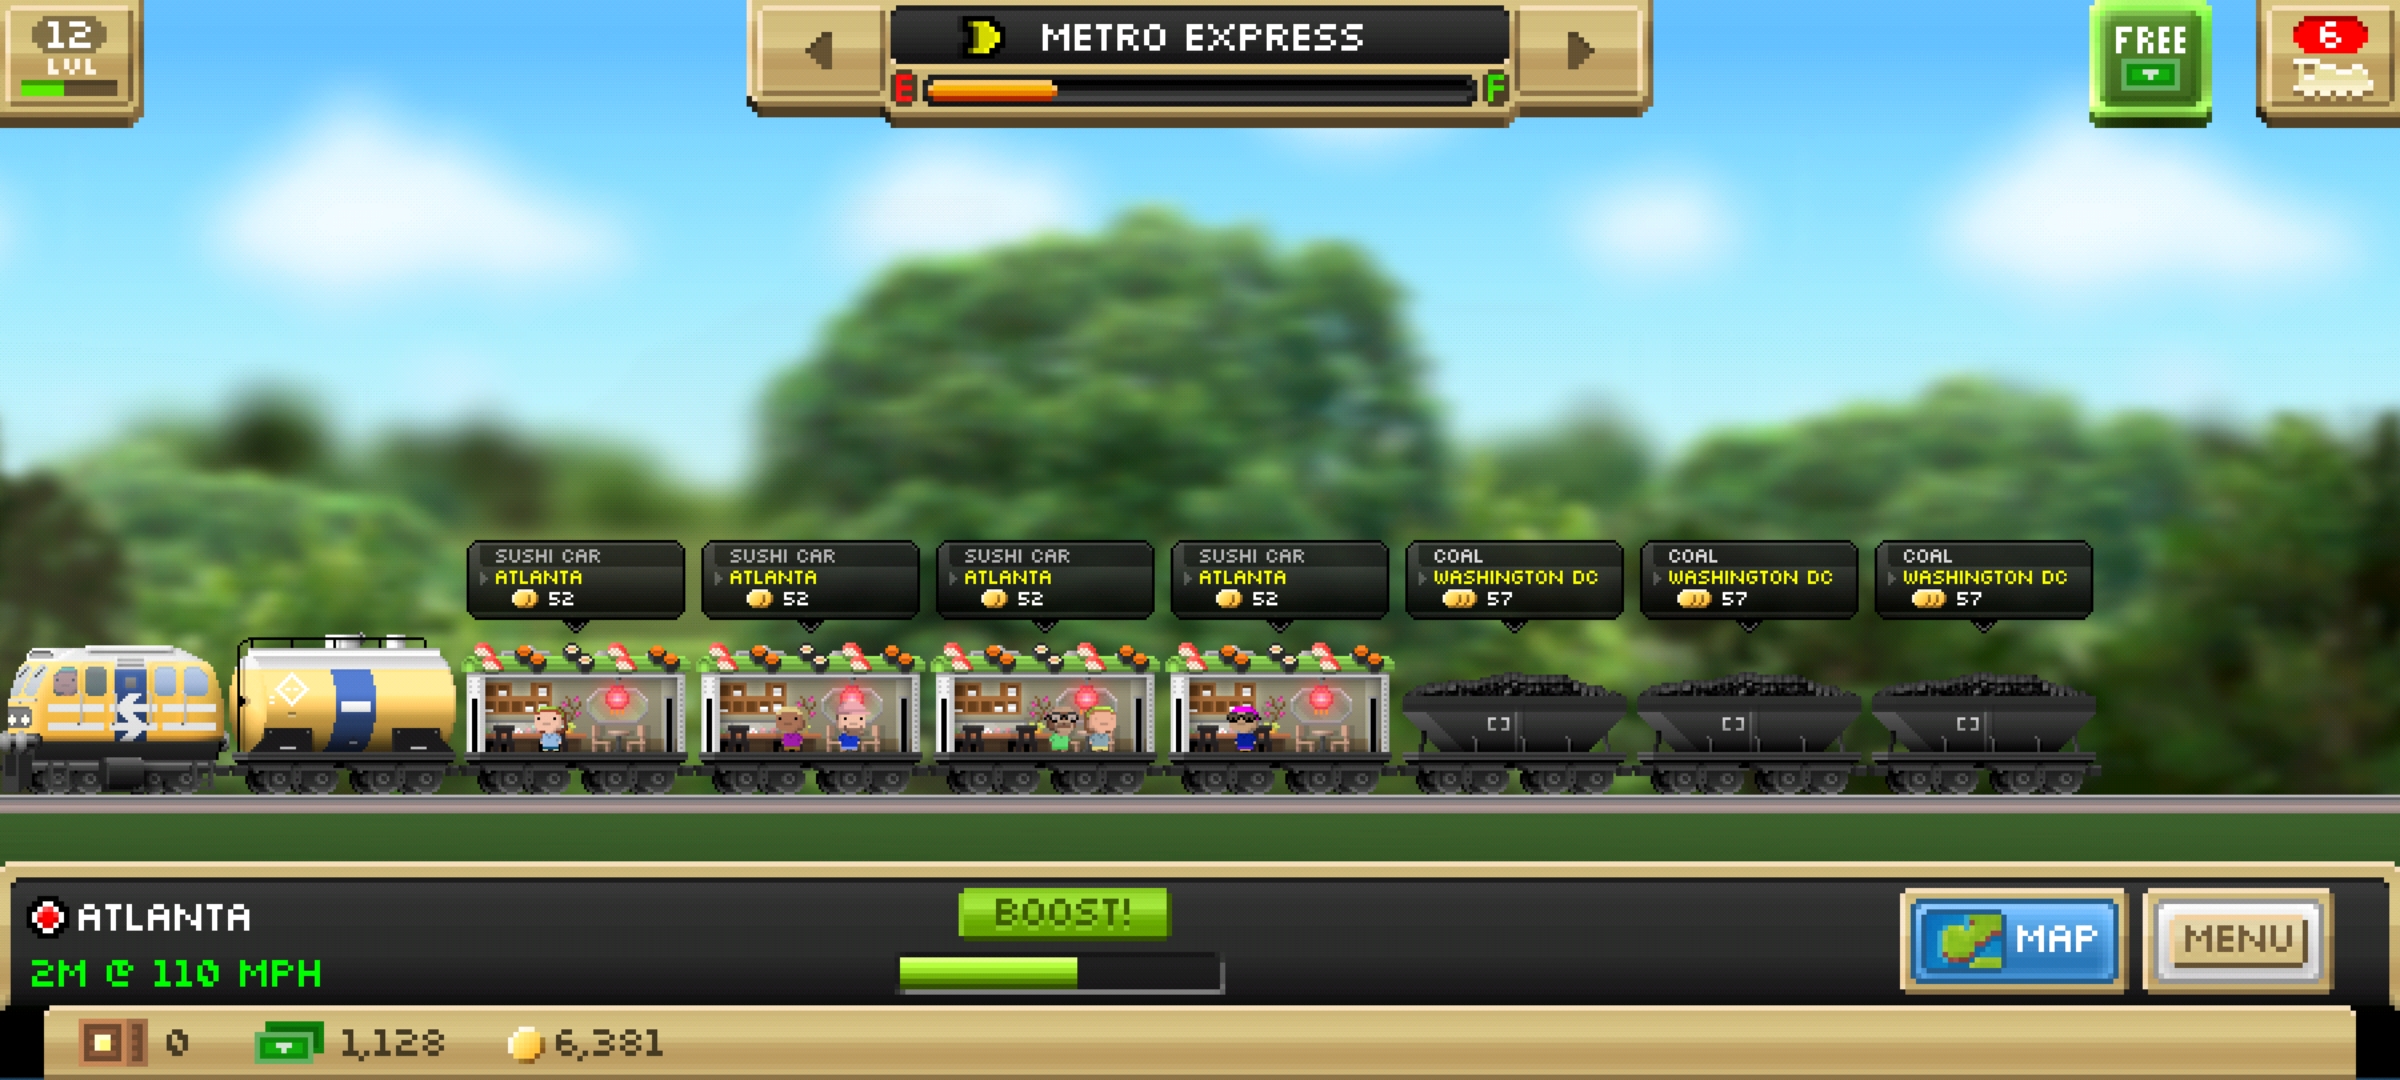 12
LVL
METRO EXPRESS
E F
FREE
6
SUSHI CAR
ATLANTA
52
SUSHI CAR
ATLANTA
52
SUSHI CAR
ATLANTA
52
SUSHI CAR
ATLANTA
52
COAL
WASHINGTON DC
57
COAL
WASHINGTON DC
57
COAL
WASHINGTON DC
57
ATLANTA
2M @ 110 MPH
BOOST!
MAP
MENU
0
1,128
6,381